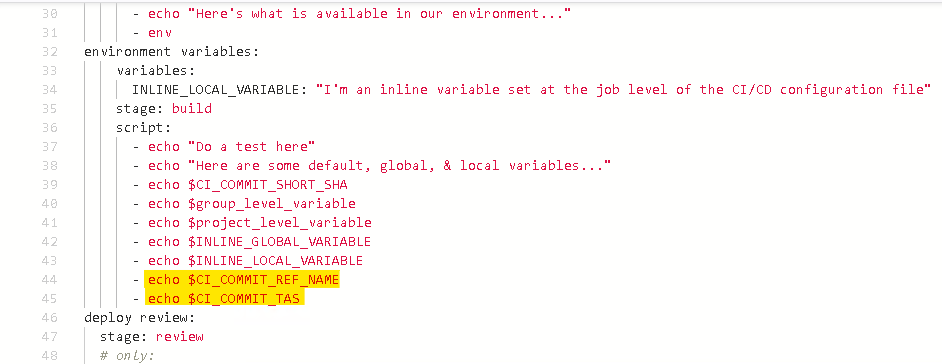 30 - echo "Here's what is available in our environment..."
31 - env
32 environment variables:
33 variables:
34 INLINE_LOCAL_VARIABLE: "I'm an inline variable set at the job level of the CI/CD configuration file"
35 stage: build
36 script:
37 - echo "Do a test here"
38 - echo "Here are some default, global, & local variables..."
39 - echo $CI_COMMIT_SHORT_SHA
40 - echo $group_level_variable
41 - echo $project_level_variable
42 - echo $INLINE_GLOBAL_VARIABLE
43 - echo $INLINE_LOCAL_VARIABLE
44 - echo $CI_COMMIT_REF_NAME
45 - echo $CI_COMMIT_TAS
46 deploy review:
47 stage: review
48 # only: